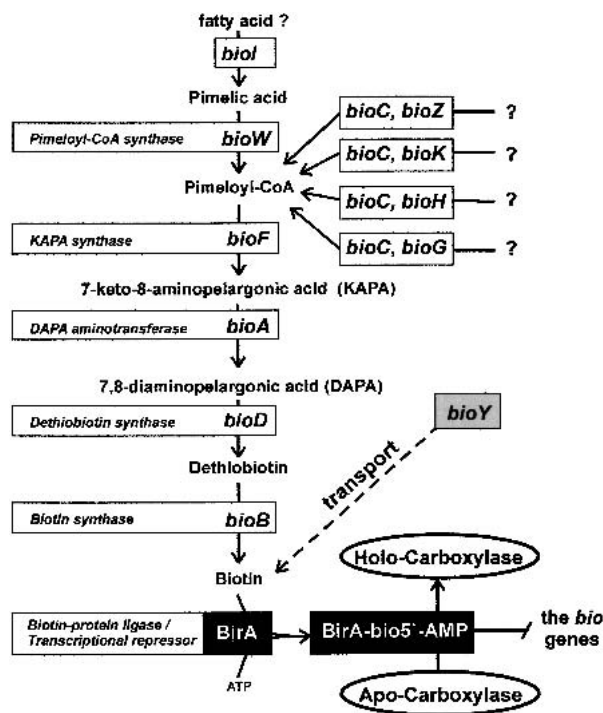 fatty acid ?
bioI
Pimelic acid
Pimeloyl-CoA synthase bioW
bioC, bioZ ?
bioC, bioK ?
Pimeloyl-CoA
bioC, bioH ?
KAPA synthase bioF
bioC, bioG ?
7-keto-8-aminopelargonic acid (KAPA)
DAPA aminotransferase bioA
7,8-diaminopelargonic acid (DAPA)
Dethiobiotin synthase bioD
bioY
transport
Dethiobiotin
Biotin synthase bioB
Holo-Carboxylase
Biotin
Biotin-protein ligase /
Transcriptional repressor
BirA
BirA-bio5`-AMP
the bio
genes
ATP
Apo-Carboxylase